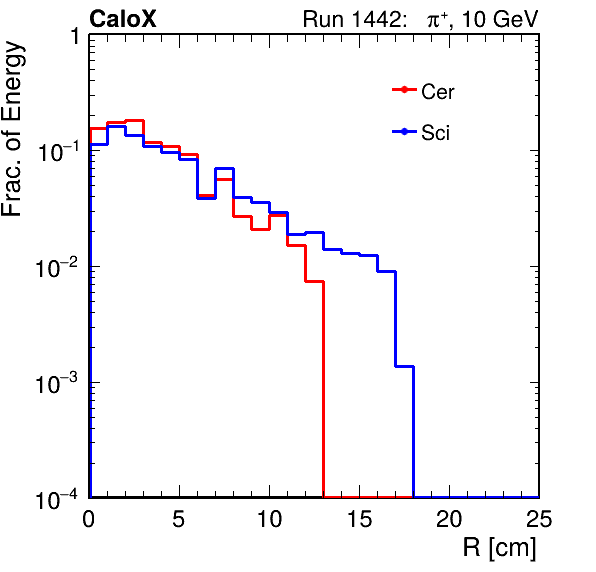 CaloX Run 1442: π⁺, 10 GeV
Frac. of Energy
1
10⁻¹
10⁻²
10⁻³
10⁻⁴
Cer
Sci
0 5 10 15 20 25
R [cm]